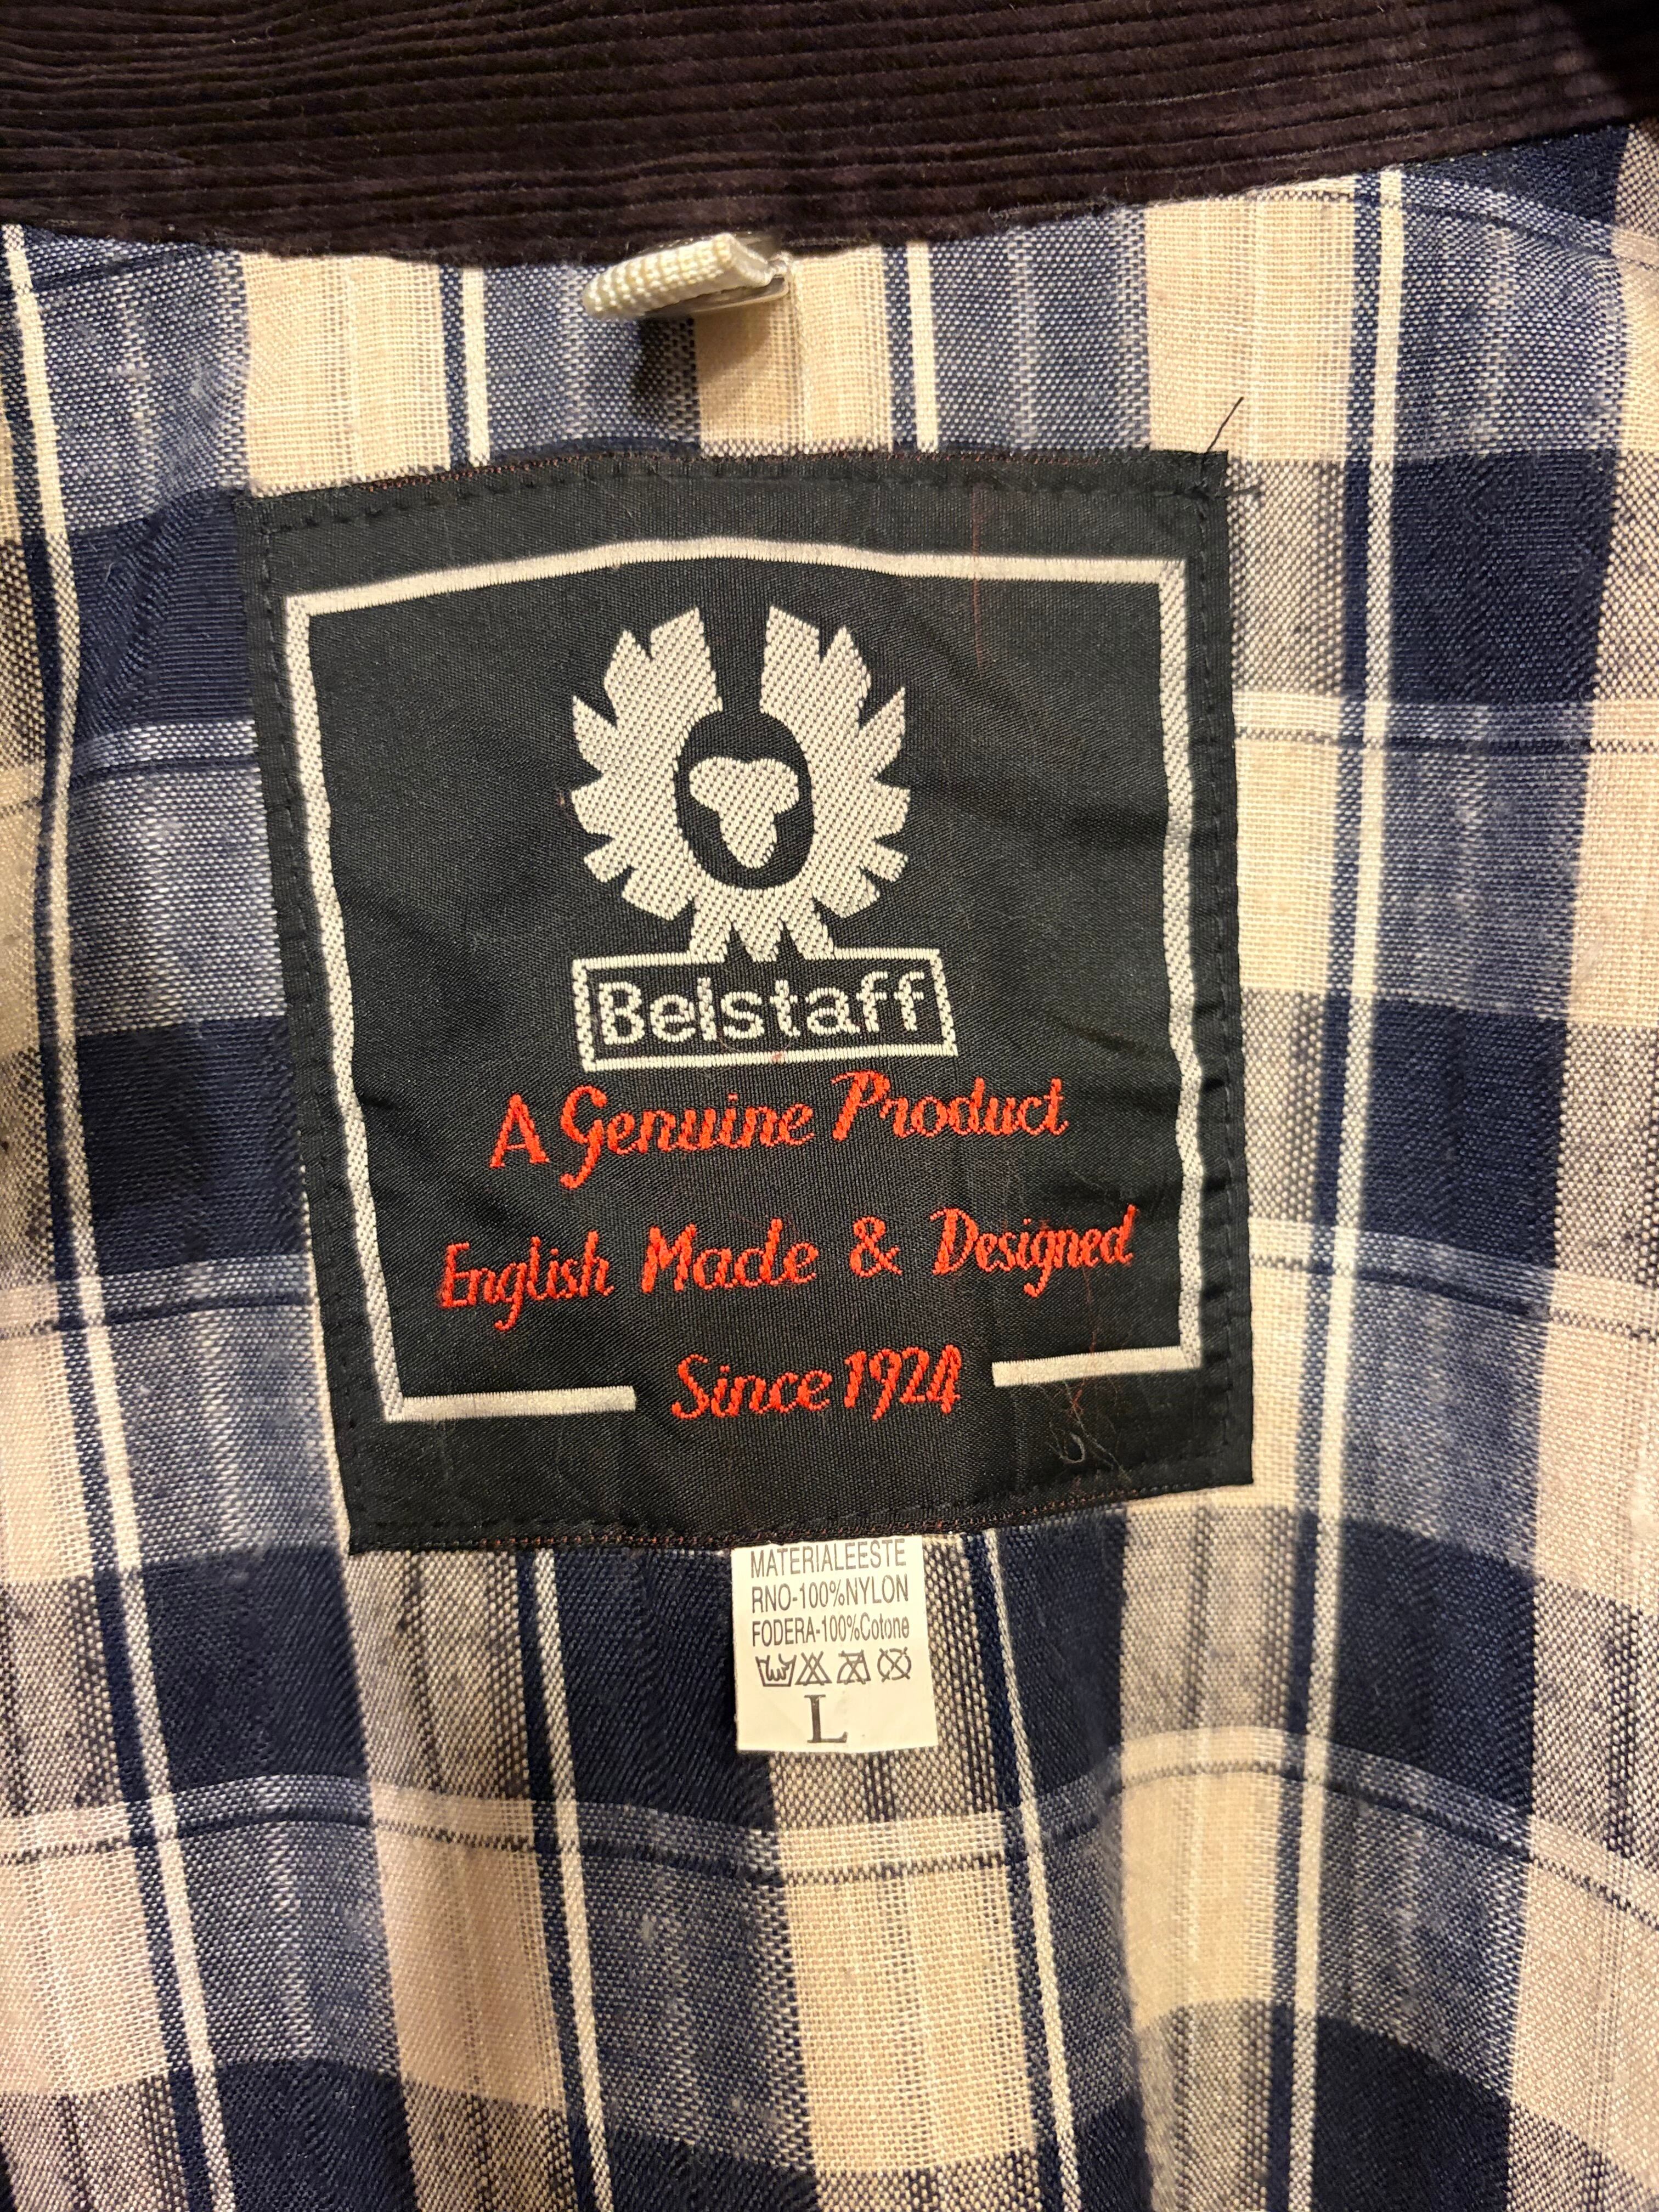 Belstaff
A Genuine Product
English Made & Designed
Since 1924
MATERIALEESTE
RNO-100%NYLON
FODERA-100%Cotone
L